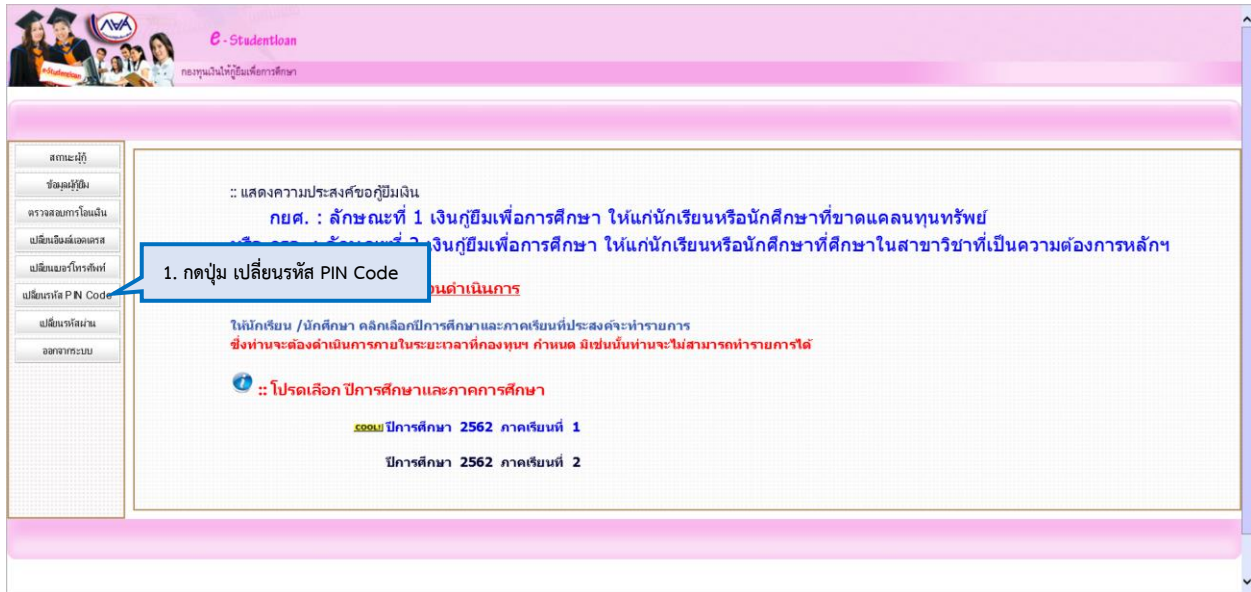 e - Studentloan
กองทุนเงินให้กู้ยืมเพื่อการศึกษา
e-Studentloan
สถานะผู้กู้
ข้อมูลผู้กู้ยืม
ตรวจสอบการโอนเงิน
เปลี่ยนอีเมล์แอดเดรส
เปลี่ยนเบอร์โทรศัพท์
เปลี่ยนรหัส PIN Code
เปลี่ยนรหัสผ่าน
ออกจากระบบ
:: แสดงความประสงค์ขอกู้ยืมเงิน
กยศ. : ลักษณะที่ 1 เงินกู้ยืมเพื่อการศึกษา ให้แก่นักเรียนหรือนักศึกษาที่ขาดแคลนทุนทรัพย์
เงินกู้ยืมเพื่อการศึกษา ให้แก่นักเรียนหรือนักศึกษาที่ศึกษาในสาขาวิชาที่เป็นความต้องการหลักฯ
1. กดปุ่ม เปลี่ยนรหัส PIN Code
นดำเนินการ
ให้นักเรียน /นักศึกษา คลิกเลือกปีการศึกษาและภาคเรียนที่ประสงค์จะทำรายการ
ซึ่งท่านจะต้องดำเนินการภายในระยะเวลาที่กองทุนฯ กำหนด มิเช่นนั้นท่านจะไม่สามารถทำรายการได้
:: โปรดเลือก ปีการศึกษาและภาคการศึกษา
COOL!! ปีการศึกษา 2562 ภาคเรียนที่ 1
ปีการศึกษา 2562 ภาคเรียนที่ 2